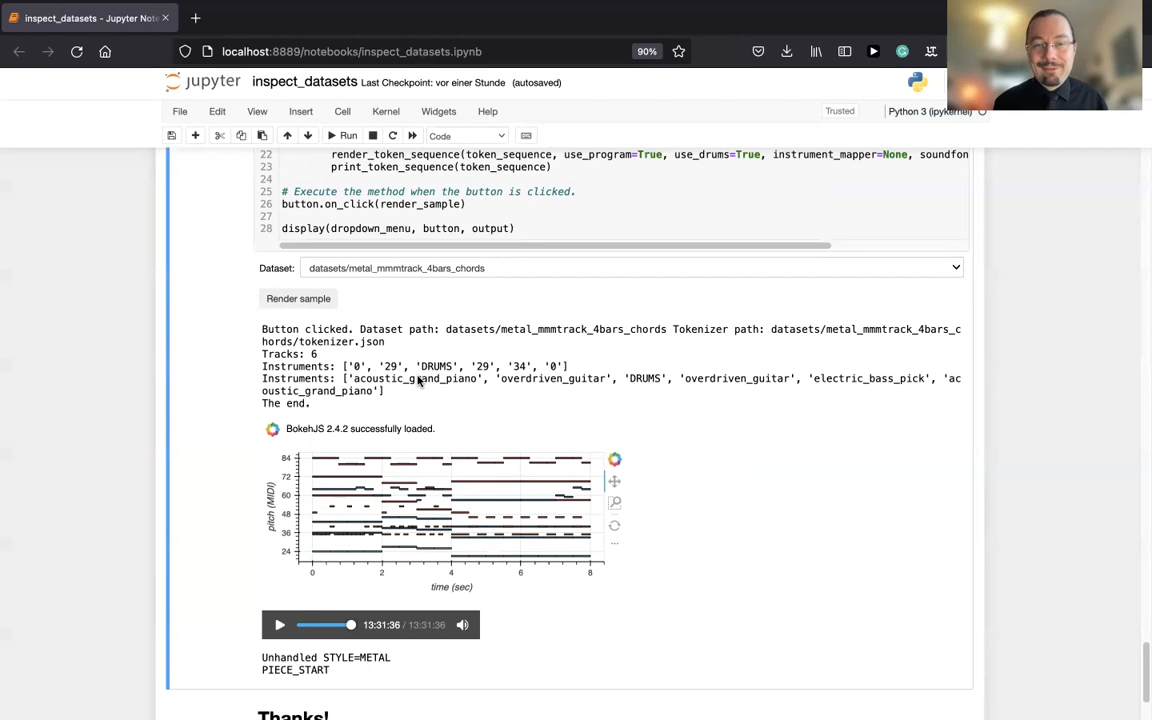 inspect_datasets - Jupyter Note
localhost:8889/notebooks/inspect_datasets.ipynb
90%
jupyter inspect_datasets Last Checkpoint: vor einer Stunde (autosaved)
File Edit View Insert Cell Kernel Widgets Help
Trusted
Python 3 (ipykernel)
Run
Code
22 render_token_sequence(token_sequence, use_program=True, use_drums=True, instrument_mapper=None, soundfon
23 print_token_sequence(token_sequence)
24
25 # Execute the method when the button is clicked.
26 button.on_click(render_sample)
27
28 display(dropdown_menu, button, output)
Dataset: datasets/metal_mmmtrack_4bars_chords
Render sample
Button clicked. Dataset path: datasets/metal_mmmtrack_4bars_chords Tokenizer path: datasets/metal_mmmtrack_4bars_c
hords/tokenizer.json
Tracks: 6
Instruments: ['0', '29', 'DRUMS', '29', '34', '0']
Instruments: ['acoustic_grand_piano', 'overdriven_guitar', 'DRUMS', 'overdriven_guitar', 'electric_bass_pick', 'ac
oustic_grand_piano']
The end.
BokehJS 2.4.2 successfully loaded.
84
72
60
48
36
24
pitch (MIDI)
0 2 4 6 8
time (sec)
13:31:36 / 13:31:36
Unhandled STYLE=METAL
PIECE_START
Thanks!